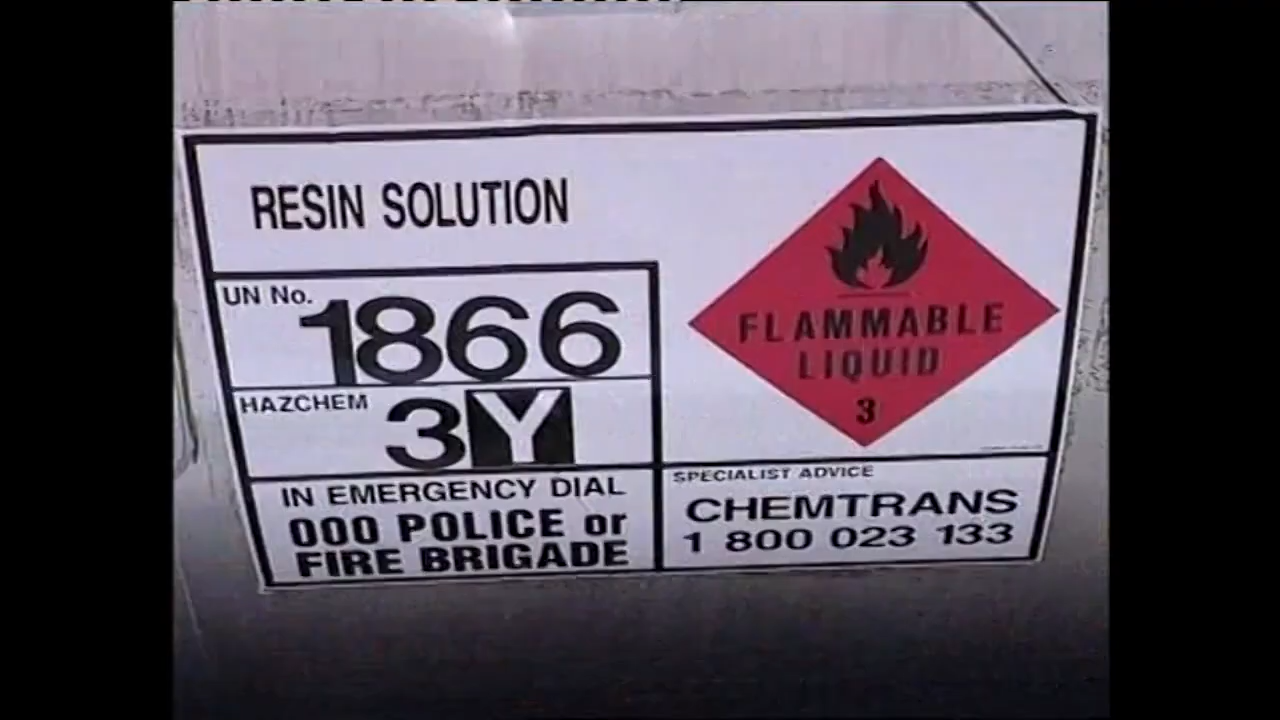 RESIN SOLUTION
UN No.
1866
HAZCHEM
3Y
IN EMERGENCY DIAL
000 POLICE or
FIRE BRIGADE
FLAMMABLE
LIQUID
3
SPECIALIST ADVICE
CHEMTRANS
1 800 023 133